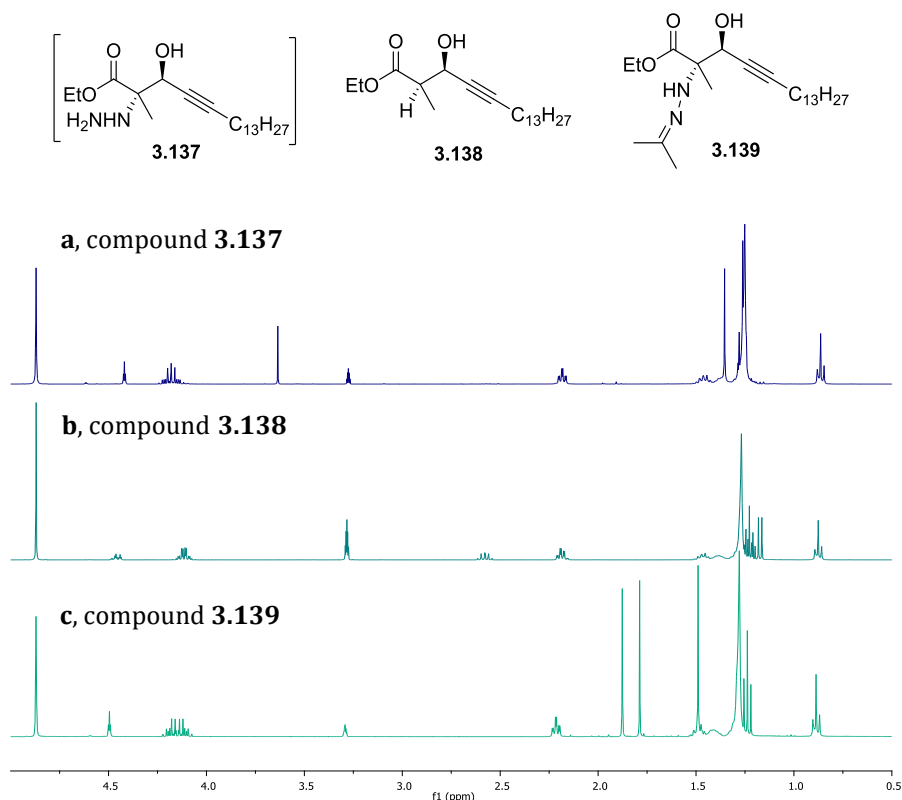 O OH
EtO
H₂NHN
C₁₃H₂₇
3.137
O OH
EtO
H
C₁₃H₂₇
3.138
O OH
EtO
HN
N
C₁₃H₂₇
3.139
a, compound 3.137
b, compound 3.138
c, compound 3.139
4.5 4.0 3.5 3.0 2.5 2.0 1.5 1.0 0.5
f1 (ppm)